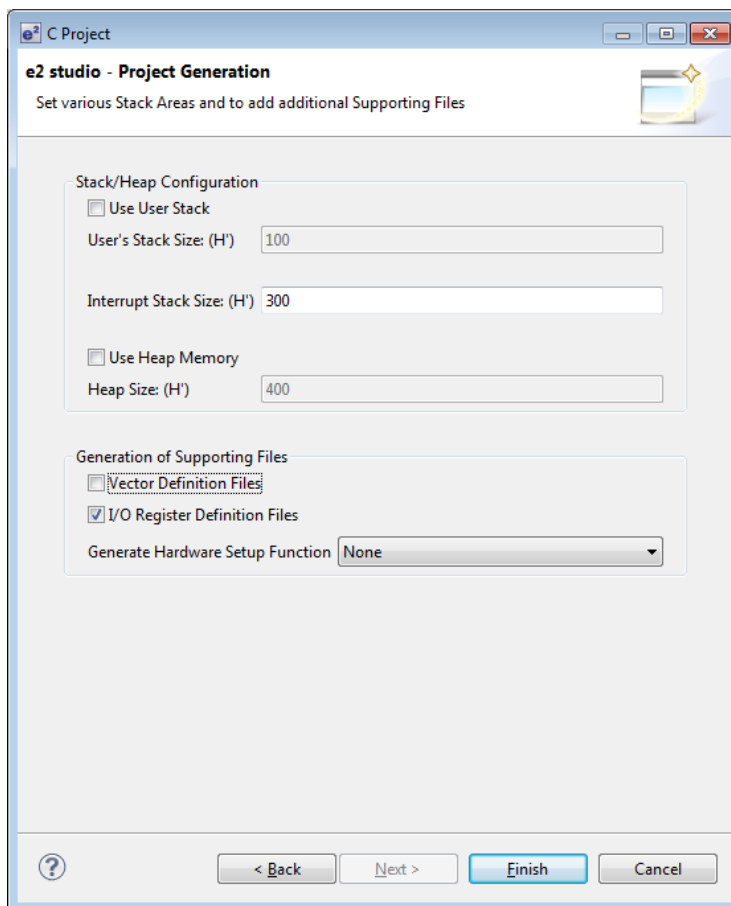 e² C Project
e2 studio - Project Generation
Set various Stack Areas and to add additional Supporting Files
Stack/Heap Configuration
Use User Stack
User's Stack Size: (H') 100
Interrupt Stack Size: (H') 300
Use Heap Memory
Heap Size: (H') 400
Generation of Supporting Files
Vector Definition Files
I/O Register Definition Files
Generate Hardware Setup Function None
? < Back Next > Finish Cancel